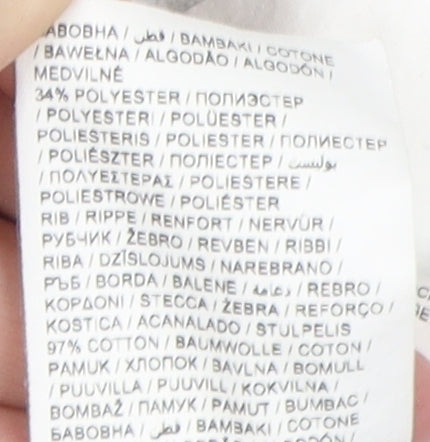 БАВОВНА / قطن / BAMBAKI / COTONE
/ BAWEŁNA / ALGODÃO / ALGODÓN /
MEDVILNĖ
34% POLYESTER / ПОЛИЭСТЕР
/ POLYESTERI / POLÜESTER /
POLIESTERIS / POLIESTER / ПОЛИЕСТЕР
/ POLIÉSZTER / ПОЛІЕСТЕР / بوليستر
/ ΠΟΛΥΕΣΤΕΡΑΣ / POLIESTERE /
POLIESTROWE / POLIÉSTER
RIB / RIPPE / RENFORT / NERVÜR /
РУБЧИК / ŽEBRO / REVBEN / RIBBI /
RIBA / DZĪSLOJUMS / NAREBRANO /
РЪБ / BORDA / BALENE / دعامة / REBRO /
ΚΟΡΔΟΝΙ / STECCA / ŻEBRA / REFORÇO /
KOSTICA / ACANALADO / STULPELIS
97% COTTON / BAUMWOLLE / COTON /
PAMUK / ХЛОПОК / BAVLNA / BOMULL
/ PUUVILLA / PUUVILL / KOKVILNA /
BOMBAŽ / ПАМУК / PAMUT / BUMBAC /
БАВОВНА / قطن / BAMBAKI / COTONE